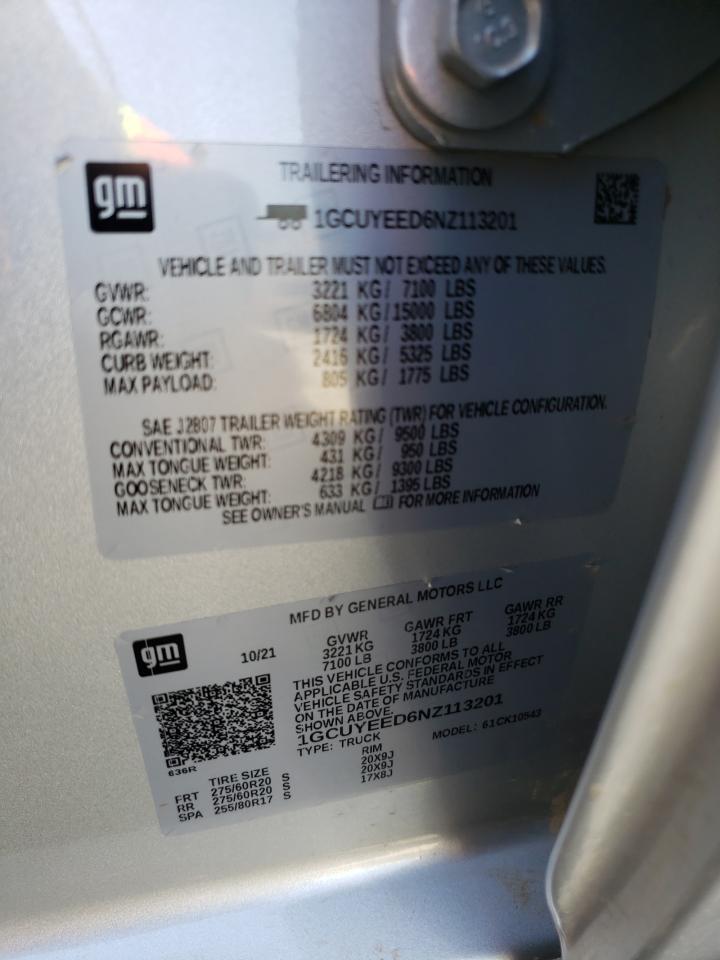 gm
TRAILERING INFORMATION
1GCUYEED6NZ113201
VEHICLE AND TRAILER MUST NOT EXCEED ANY OF THESE VALUES.
GVWR: 3221 KG/ 7100 LBS
GCWR: 6804 KG/15000 LBS
RGAWR: 1724 KG/ 3800 LBS
CURB WEIGHT: 2416 KG/ 5325 LBS
MAX PAYLOAD: 805 KG/ 1775 LBS
SAE J2807 TRAILER WEIGHT RATING (TWR) FOR VEHICLE CONFIGURATION.
CONVENTIONAL TWR: 4309 KG/ 9500 LBS
MAX TONGUE WEIGHT: 431 KG/ 950 LBS
GOOSENECK TWR: 4218 KG/ 9300 LBS
MAX TONGUE WEIGHT: 633 KG/ 1395 LBS
SEE OWNER'S MANUAL FOR MORE INFORMATION
MFD BY GENERAL MOTORS LLC
gm
10/21 GVWR GAWR FRT GAWR RR
3221 KG 1724 KG 1724 KG
7100 LB 3800 LB 3800 LB
THIS VEHICLE CONFORMS TO ALL
APPLICABLE U.S. FEDERAL MOTOR
VEHICLE SAFETY STANDARDS IN EFFECT
ON THE DATE OF MANUFACTURE
SHOWN ABOVE.
1GCUYEED6NZ113201
TYPE: TRUCK MODEL: 61CK10543
636R
TIRE SIZE RIM
FRT 275/60R20 S 20X9J
RR 275/60R20 S 20X9J
SPA 255/80R17 S 17X8J